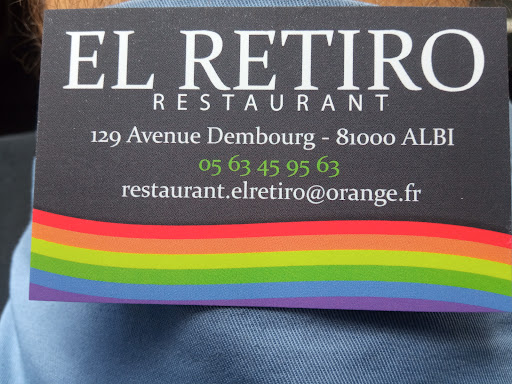 EL RETIRO
RESTAURANT
129 Avenue Dembourg - 81000 ALBI
05 63 45 95 63
restaurant.elretiro@orange.fr